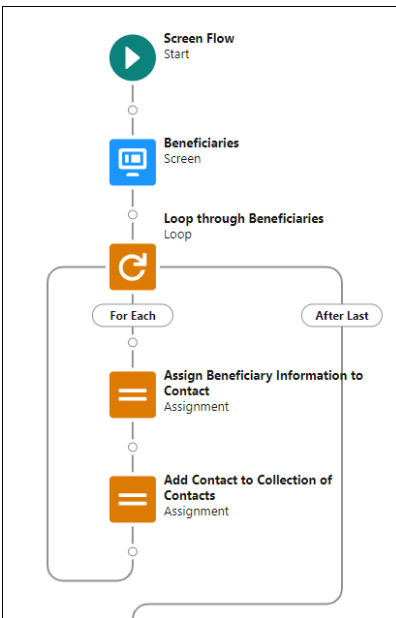 Screen Flow
Start
Beneficiaries
Screen
Loop through Beneficiaries
Loop
For Each
After Last
Assign Beneficiary Information to
Contact
Assignment
Add Contact to Collection of
Contacts
Assignment